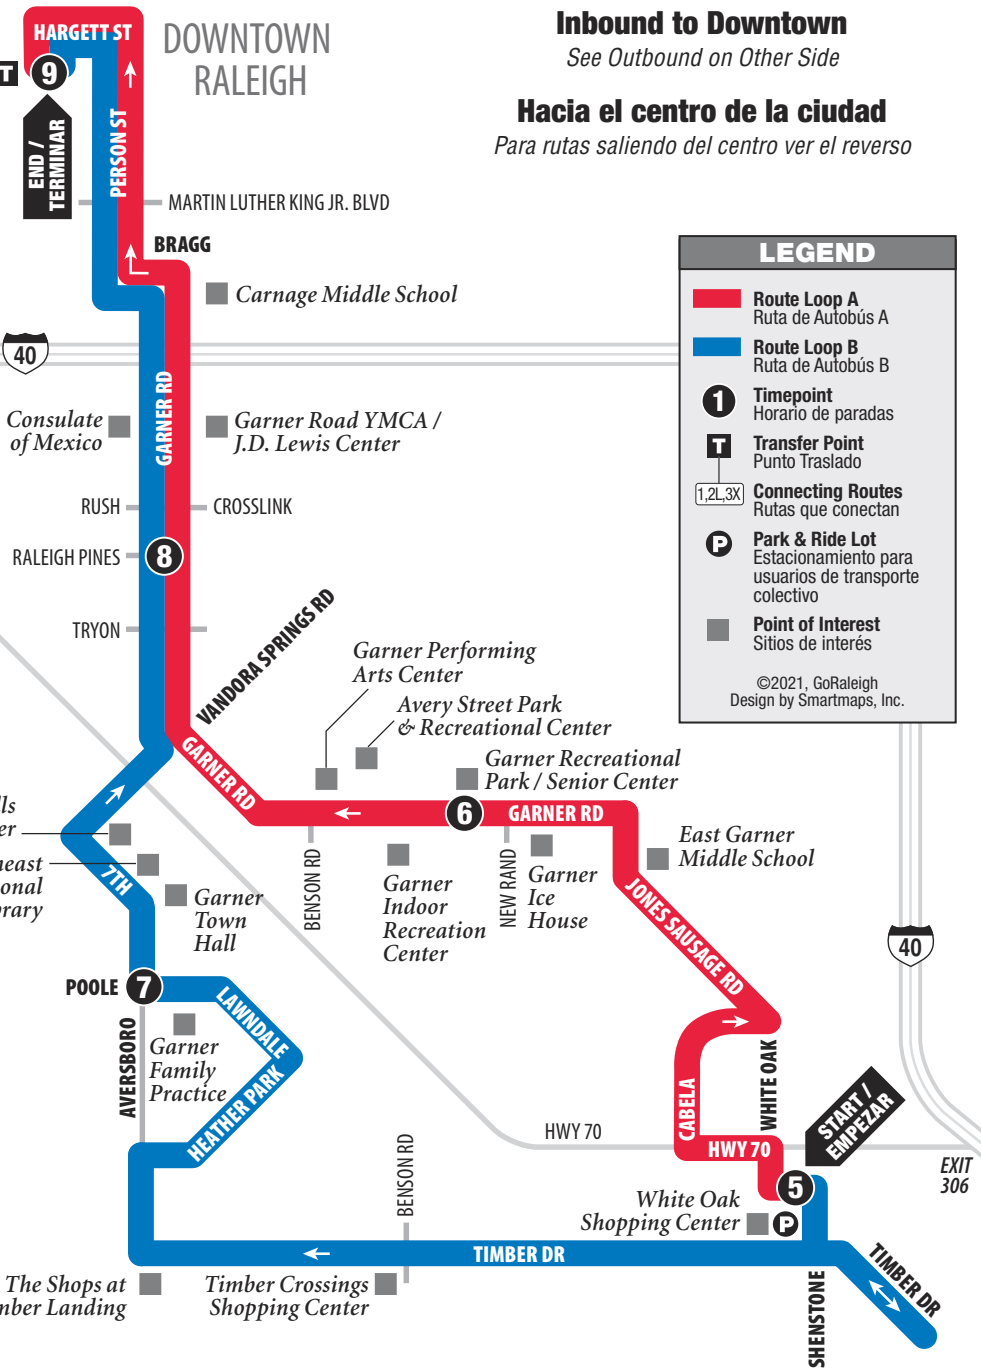 HARGETT ST
DOWNTOWN
RALEIGH
Inbound to Downtown
See Outbound on Other Side
Hacia el centro de la ciudad
Para rutas saliendo del centro ver el reverso
T
9
END /
TERMINAR
PERSON ST
MARTIN LUTHER KING JR. BLVD
BRAGG
Carnage Middle School
40
LEGEND
Route Loop A
Ruta de Autobús A
Route Loop B
Ruta de Autobús B
1
Timepoint
Horario de paradas
T
Transfer Point
Punto Traslado
1,2L,3X
Connecting Routes
Rutas que conectan
P
Park & Ride Lot
Estacionamiento para
usuarios de transporte
colectivo
Point of Interest
Sitios de interés
©2021, GoRaleigh
Design by Smartmaps, Inc.
GARNER RD
Consulate
of Mexico
Garner Road YMCA /
J.D. Lewis Center
RUSH
CROSSLINK
RALEIGH PINES
8
TRYON
VANDORA SPRINGS RD
Garner Performing
Arts Center
Avery Street Park
& Recreational Center
Garner Recreational
Park / Senior Center
GARNER RD
6
GARNER RD
East Garner
Middle School
BENSON RD
Garner
Indoor
Recreation
Center
NEW RAND
Garner
Ice
House
JONES SAUSAGE RD
40
lls
er
heast
ional
rary
7TH
Garner
Town
Hall
POOLE
7
LAWNDALE
AVERSBORO
Garner
Family
Practice
HEATHER PARK
CABELA
WHITE OAK
START /
EMPEZAR
HWY 70
HWY 70
EXIT
306
5
BENSON RD
White Oak
Shopping Center
P
TIMBER DR
TIMBER DR
SHENSTONE
The Shops at
mber Landing
Timber Crossings
Shopping Center